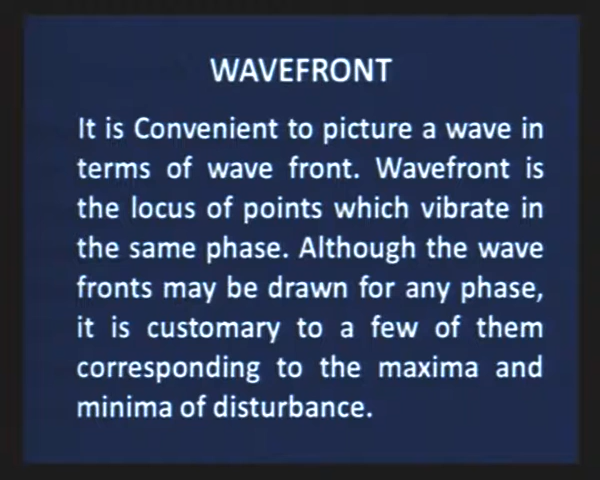 WAVEFRONT
It is Convenient to picture a wave in
terms of wave front. Wavefront is
the locus of points which vibrate in
the same phase. Although the wave
fronts may be drawn for any phase,
it is customary to a few of them
corresponding to the maxima and
minima of disturbance.